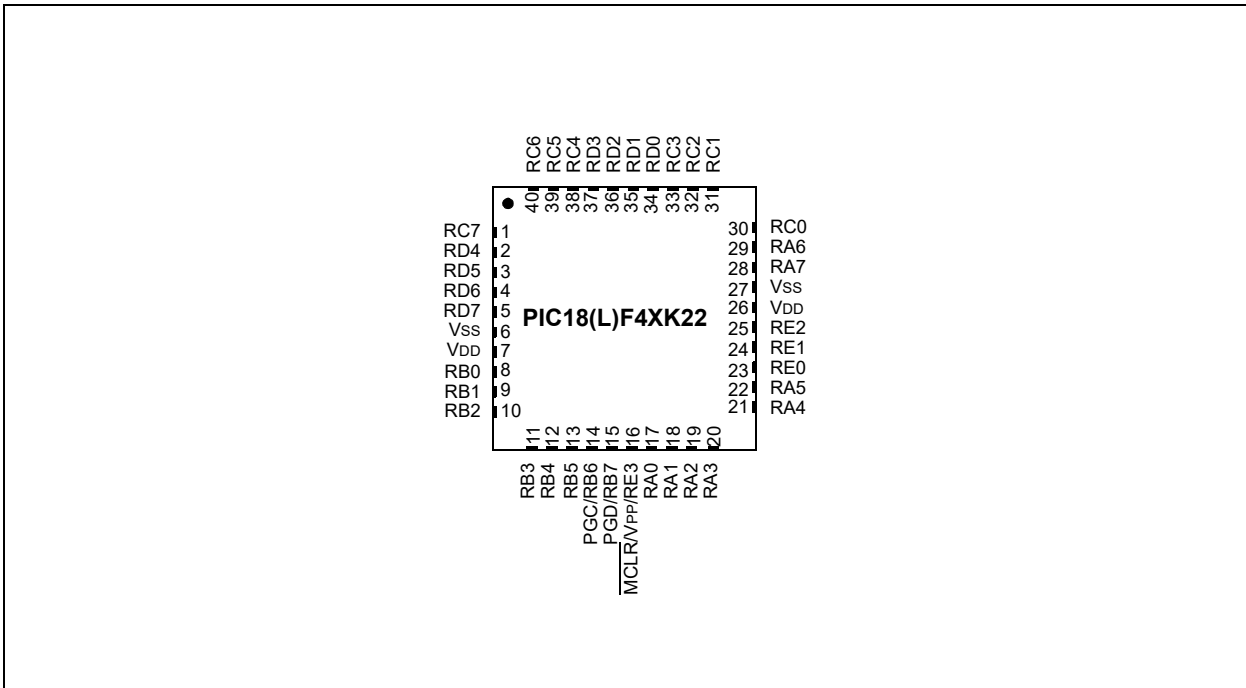 RC6
RC5
RC4
RD3
RD2
RD1
RD0
RC3
RC2
RC1
40
39
38
37
36
35
34
33
32
31
RC7 1
RD4 2
RD5 3
RD6 4
RD7 5
VSS 6
VDD 7
RB0 8
RB1 9
RB2 10
PIC18(L)F4XK22
30 RC0
29 RA6
28 RA7
27 VSS
26 VDD
25 RE2
24 RE1
23 RE0
22 RA5
21 RA4
11
12
13
14
15
16
17
18
19
20
RB3
RB4
RB5
PGC/RB6
PGD/RB7
MCLR/VPP/RE3
RA0
RA1
RA2
RA3